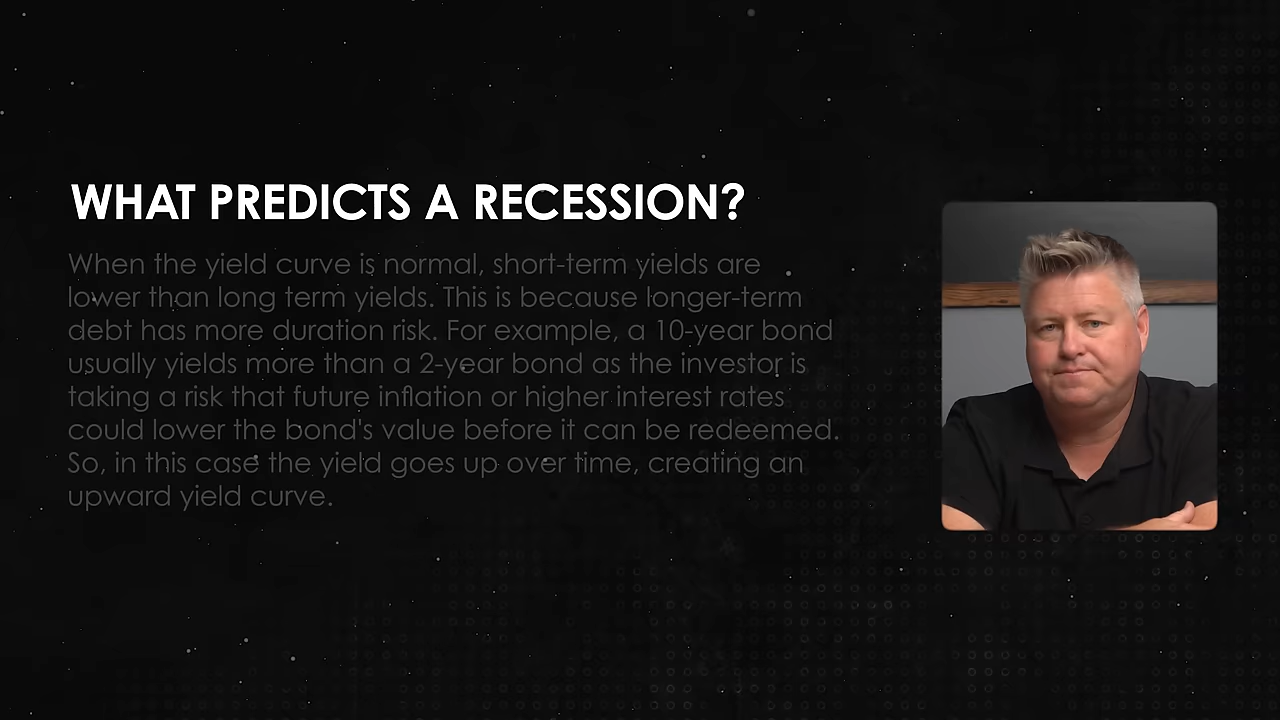 WHAT PREDICTS A RECESSION?
When the yield curve is normal, short-term yields are
lower than long term yields. This is because longer-term
debt has more duration risk. For example, a 10-year bond
usually yields more than a 2-year bond as the investor is
taking a risk that future inflation or higher interest rates
could lower the bond's value before it can be redeemed.
So, in this case the yield goes up over time, creating an
upward yield curve.